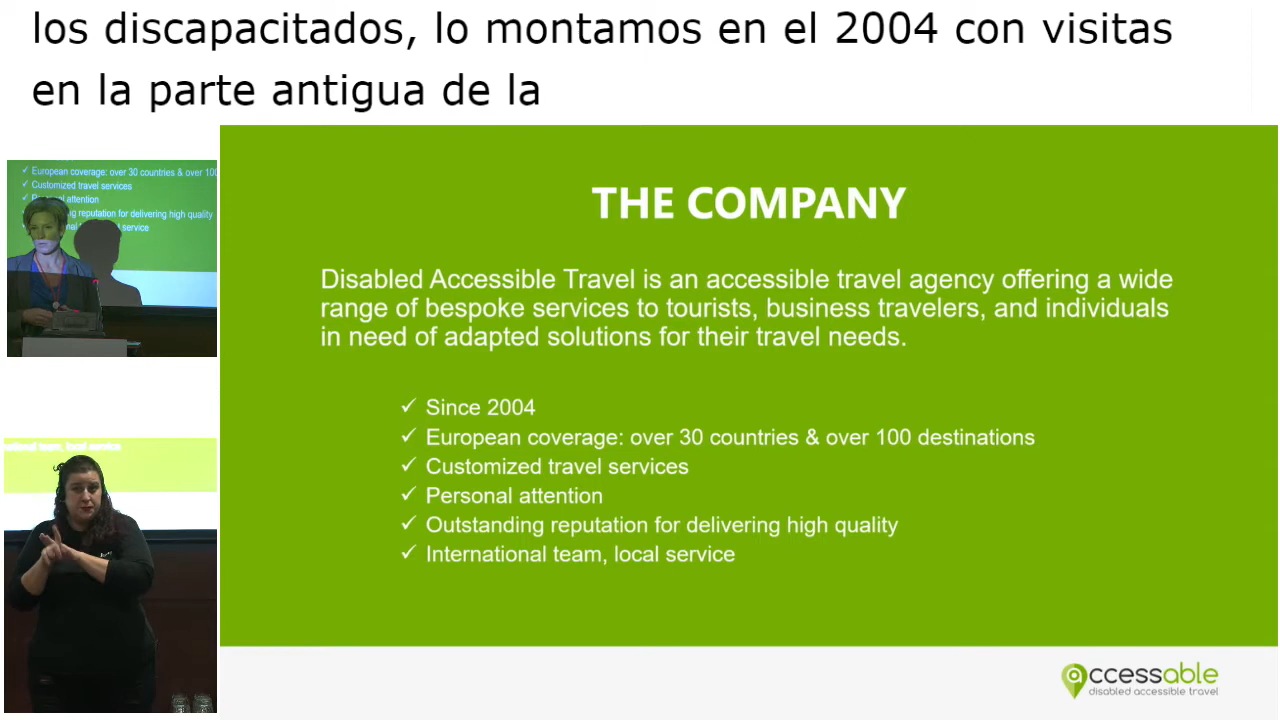 los discapacitados, lo montamos en el 2004 con visitas
en la parte antigua de la
European coverage: over 30 countries & over 100
Customized travel services
attention
reputation for delivering high quality
service
THE COMPANY
Disabled Accessible Travel is an accessible travel agency offering a wide
range of bespoke services to tourists, business travelers, and individuals
in need of adapted solutions for their travel needs.
✓ Since 2004
✓ European coverage: over 30 countries & over 100 destinations
✓ Customized travel services
✓ Personal attention
✓ Outstanding reputation for delivering high quality
✓ International team, local service
accessable
disabled accessible travel